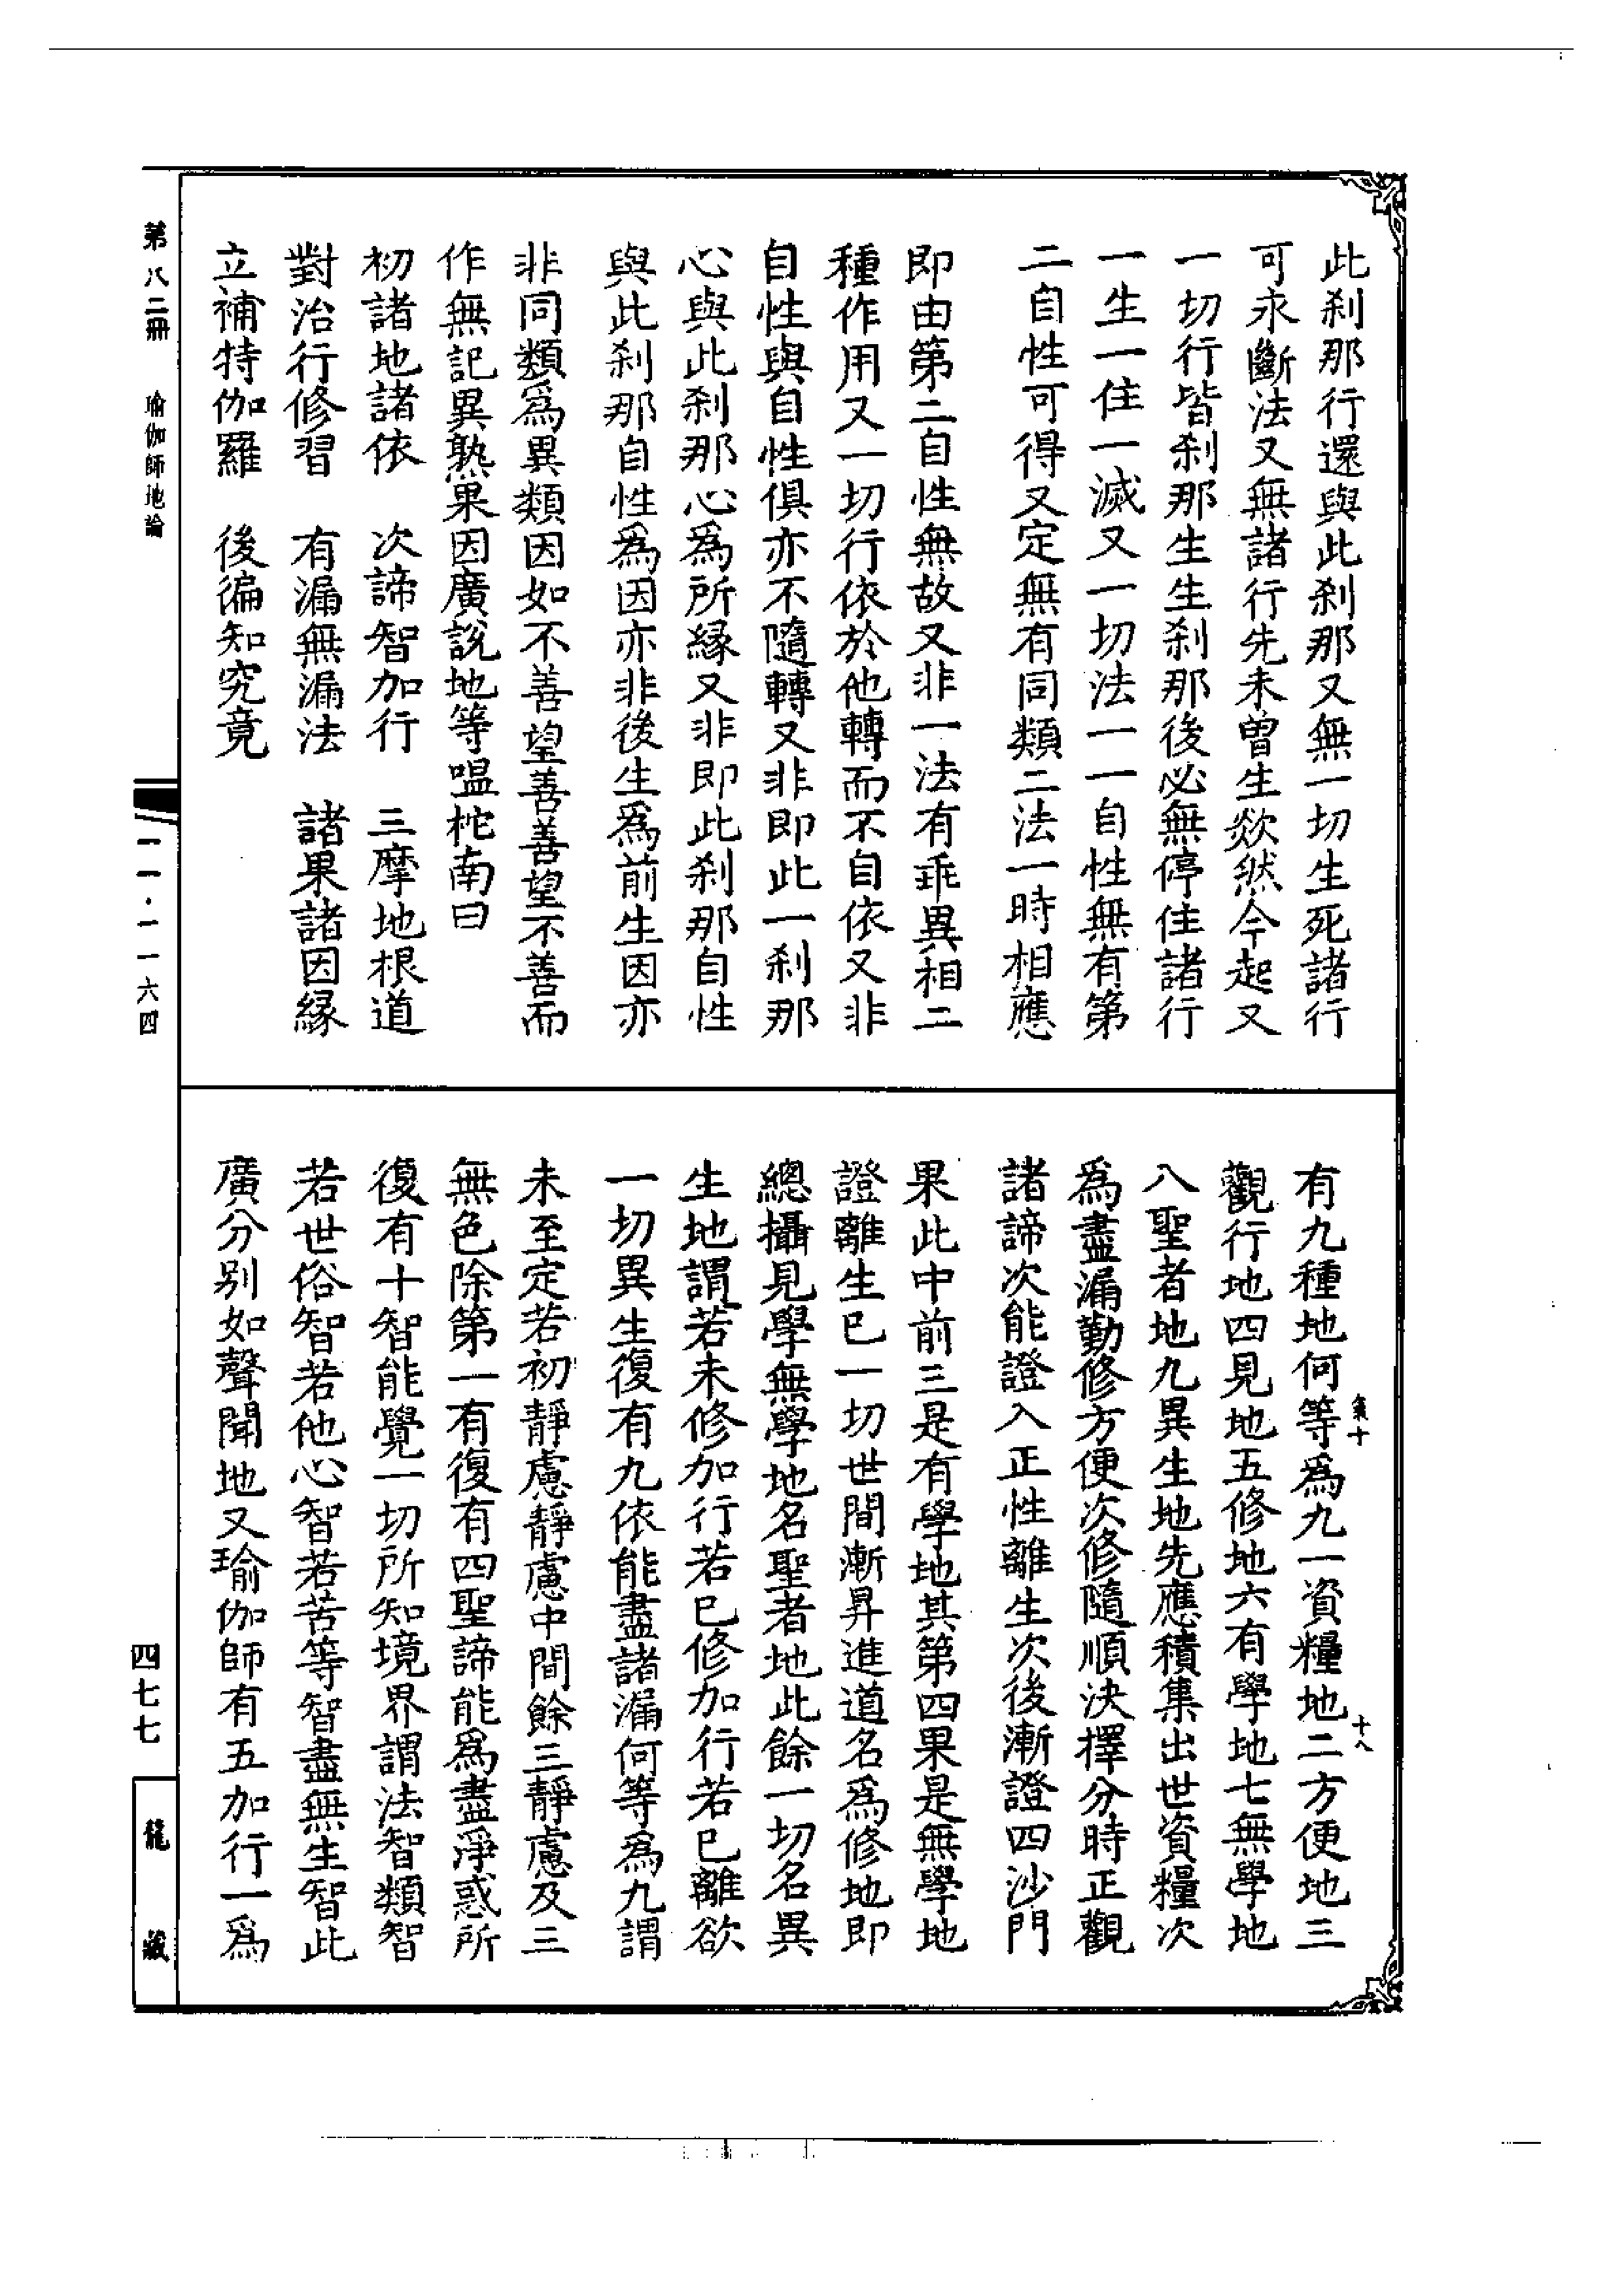 此刹那行還與此刹那又無一切生死諸行
可永斷法又無諸行先未曾生欻然今起又
一切行皆刹那生生刹那後必無停住諸行
一生一住一滅又一切法一一自性無有第
二自性可得又定無有同類二法一時相應
即由第二自性無故又非一法有乖異相二
種作用又一切行依於他轉而不自依又非
自性與自性俱亦不隨轉又非即此一刹那
心與此刹那心爲所緣又非即此刹那自性
與此刹那自性爲因亦非後生爲前生因亦
非同類爲異類因如不善望善善望不善而
作無記異熟果因廣說地等嗢柁南曰
初諸地諸依　次諦智加行　三摩地根道
對治行修習　有漏無漏法　諸果諸因緣
立補特伽羅　後徧知究竟
有九種地何等爲九一資糧地二方便地三
觀行地四見地五修地六有學地七無學地
八聖者地九異生地先應積集出世資糧次
爲盡漏勤修方便次修隨順決擇分時正觀
諸諦次能證入正性離生次後漸證四沙門
果此中前三是有學地其第四果是無學地
證離生已一切世間漸昇進道名爲修地即
總攝見學無學地名聖者地此餘一切名異
生地謂若未修加行若已修加行若已離欲
一切異生復有九依能盡諸漏何等爲九謂
未至定若初靜慮靜慮中間餘三靜慮及三
無色除第一有復有四聖諦能爲盡淨惑所
復有十智能覺一切所知境界謂法智類智
若世俗智若他心智若苦等智盡無生智此
廣分别如聲聞地又瑜伽師有五加行一爲
十
十八
第八二冊　瑜伽師地論
一一一·一一六四
四七七
龍藏